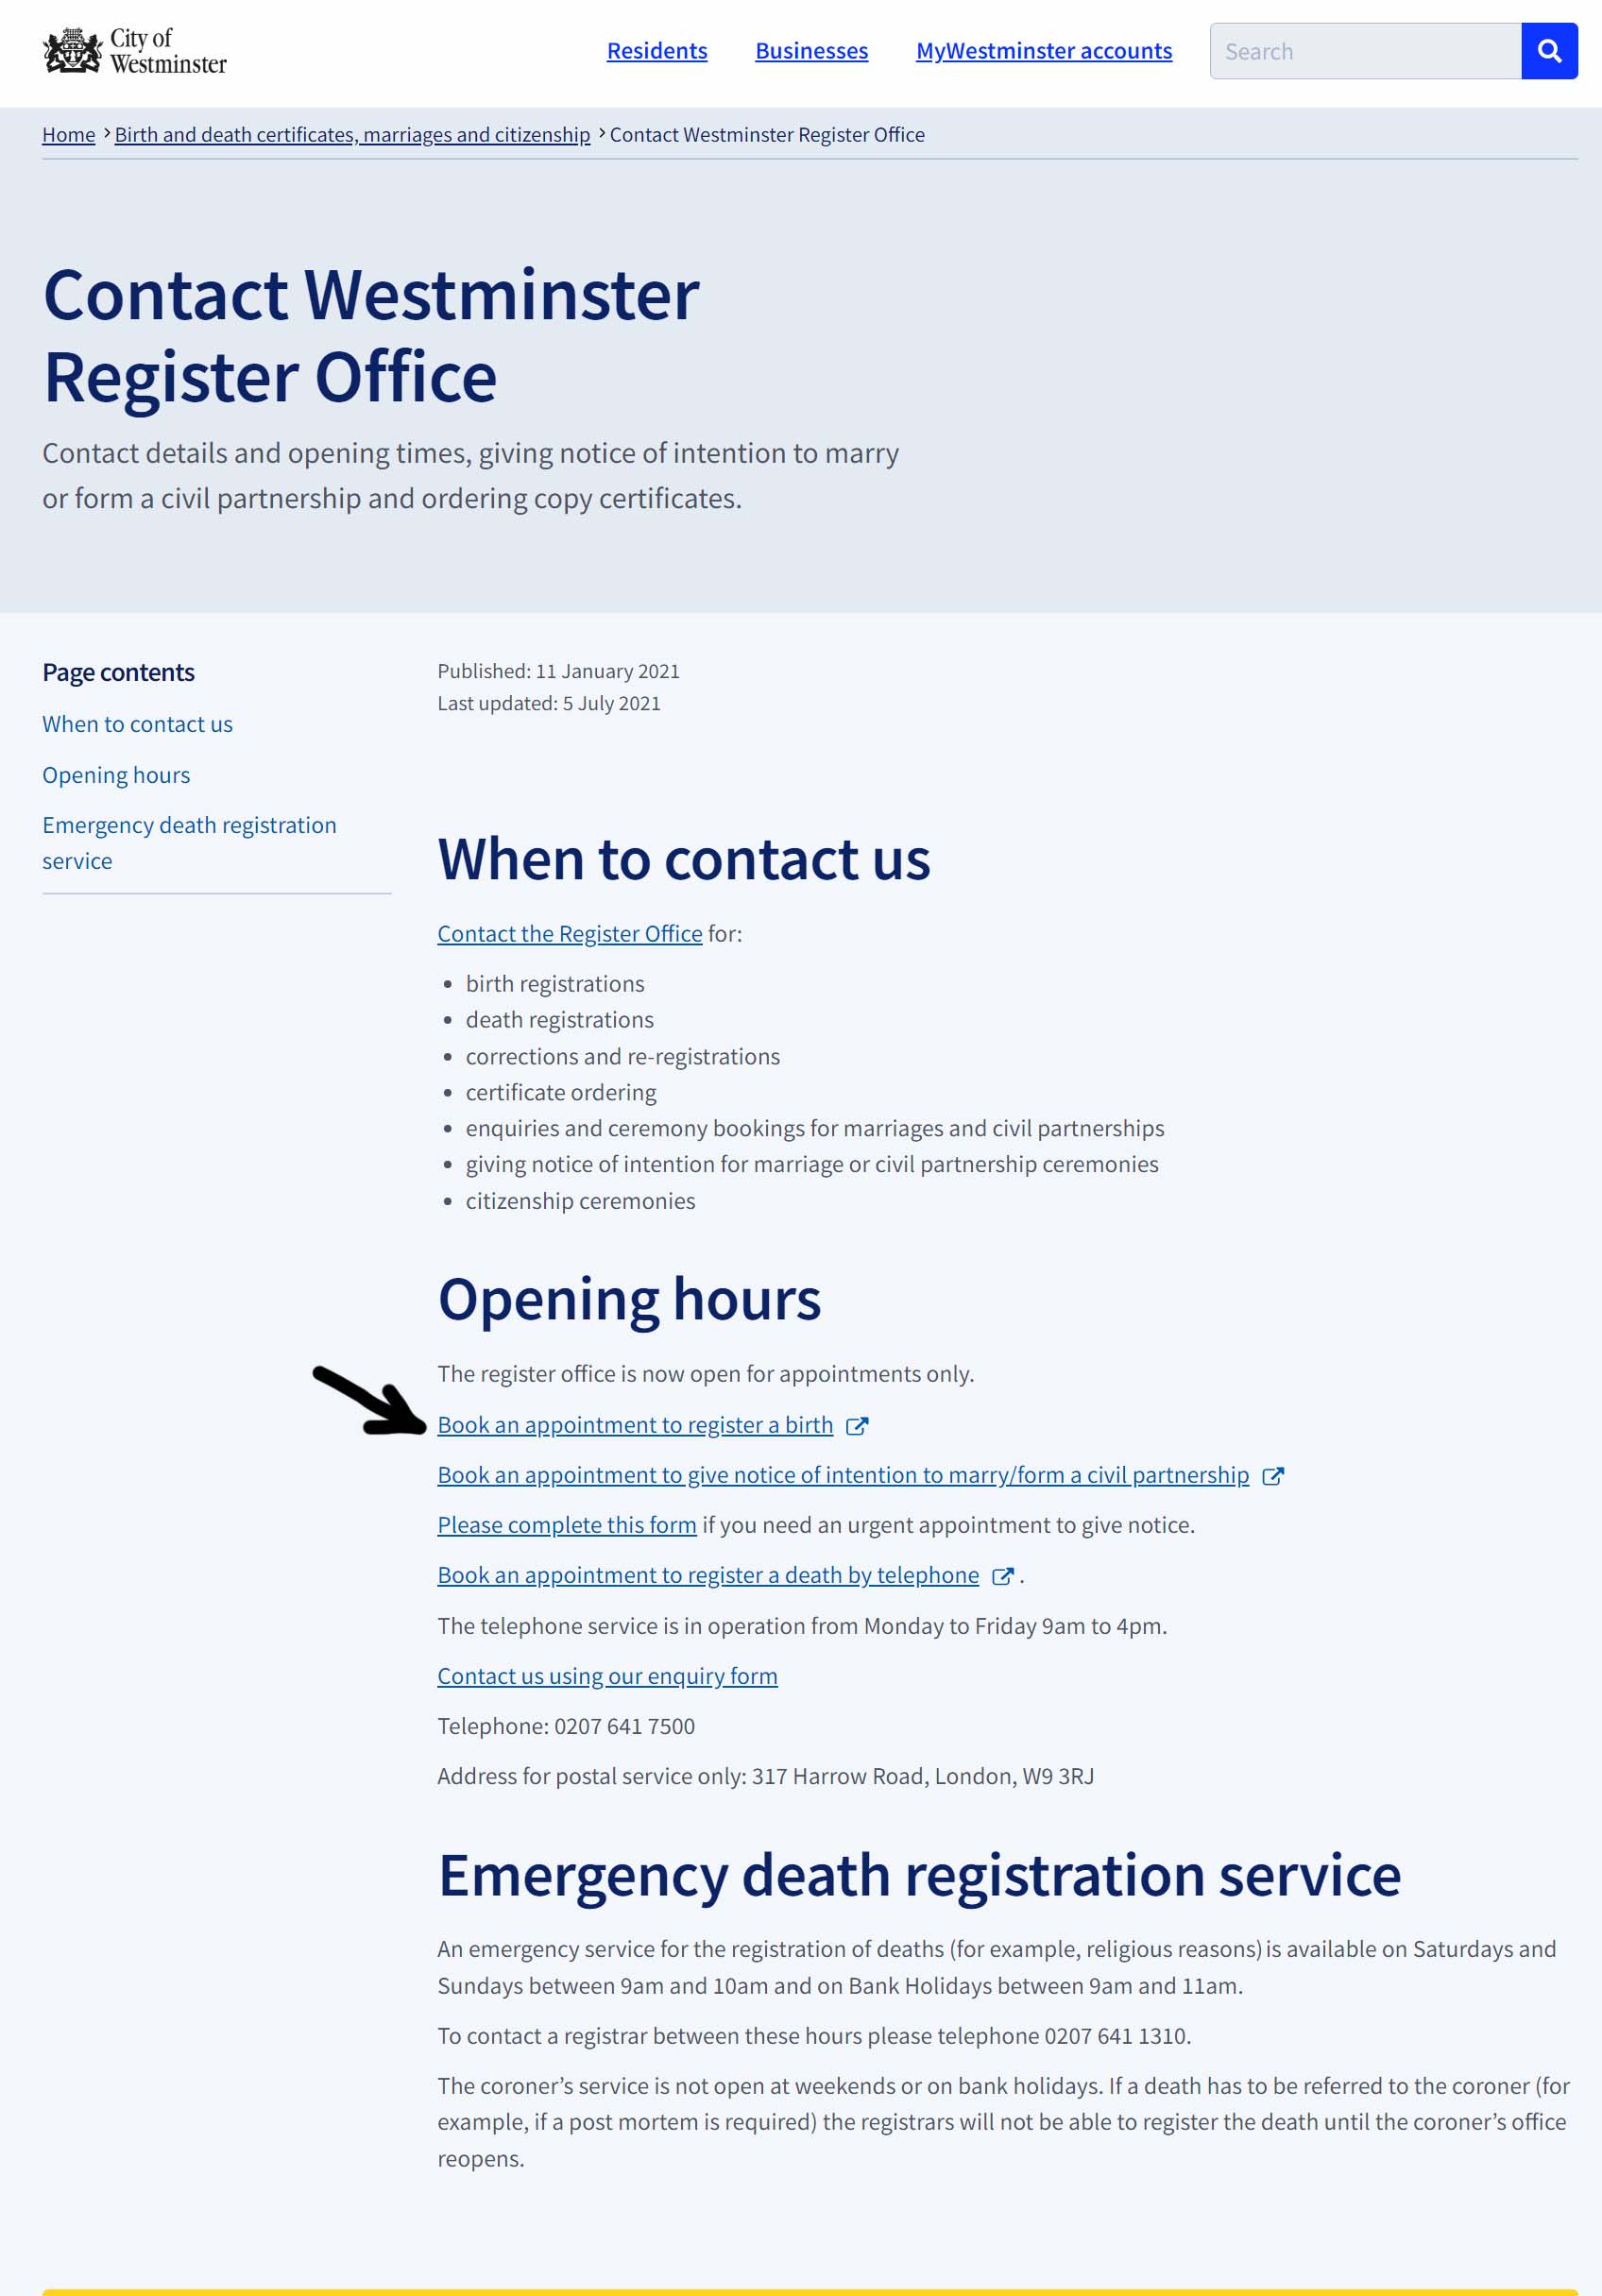 City of
Westminster
Residents
Businesses
MyWestminster accounts
Search
Home > Birth and death certificates, marriages and citizenship > Contact Westminster Register Office
Contact Westminster
Register Office
Contact details and opening times, giving notice of intention to marry
or form a civil partnership and ordering copy certificates.
Page contents
When to contact us
Opening hours
Emergency death registration
service
Published: 11 January 2021
Last updated: 5 July 2021
When to contact us
Contact the Register Office for:
• birth registrations
• death registrations
• corrections and re-registrations
• certificate ordering
• enquiries and ceremony bookings for marriages and civil partnerships
• giving notice of intention for marriage or civil partnership ceremonies
• citizenship ceremonies
Opening hours
The register office is now open for appointments only.
Book an appointment to register a birth
Book an appointment to give notice of intention to marry/form a civil partnership
Please complete this form if you need an urgent appointment to give notice.
Book an appointment to register a death by telephone .
The telephone service is in operation from Monday to Friday 9am to 4pm.
Contact us using our enquiry form
Telephone: 0207 641 7500
Address for postal service only: 317 Harrow Road, London, W9 3RJ
Emergency death registration service
An emergency service for the registration of deaths (for example, religious reasons) is available on Saturdays and
Sundays between 9am and 10am and on Bank Holidays between 9am and 11am.
To contact a registrar between these hours please telephone 0207 641 1310.
The coroner’s service is not open at weekends or on bank holidays. If a death has to be referred to the coroner (for
example, if a post mortem is required) the registrars will not be able to register the death until the coroner’s office
reopens.